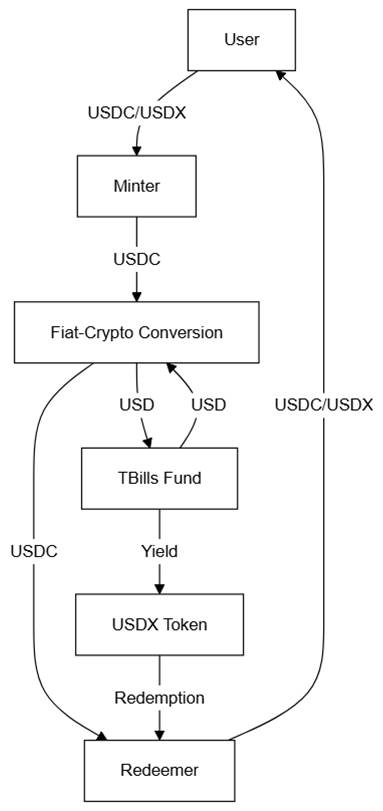 User
USDC/USDX
Minter
USDC
Fiat-Crypto Conversion
USD
USD
USDC/USDX
TBills Fund
USDC
Yield
USDX Token
Redemption
Redeemer